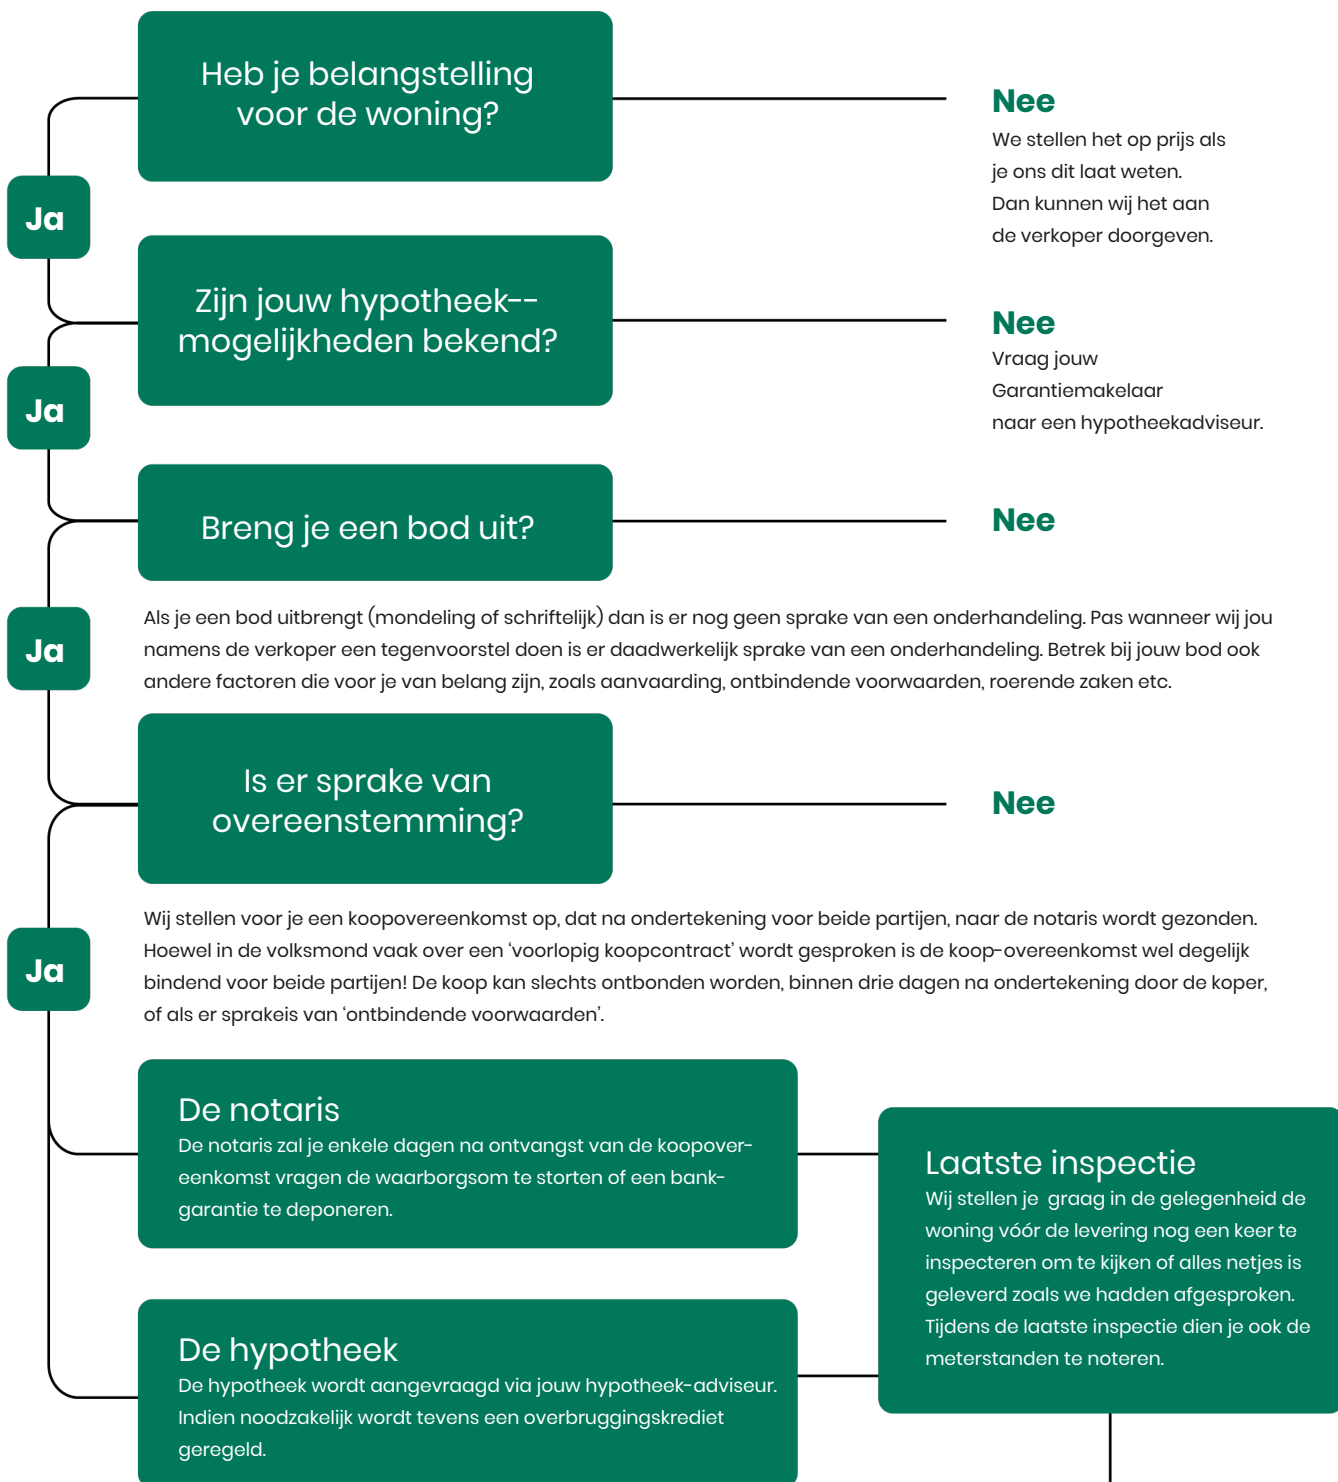 Heb je belangstelling
voor de woning?
Nee
We stellen het op prijs als
je ons dit laat weten.
Dan kunnen wij het aan
de verkoper doorgeven.
Ja
Zijn jouw hypotheek--
mogelijkheden bekend?
Nee
Vraag jouw
Garantiemakelaar
naar een hypotheekadviseur.
Ja
Breng je een bod uit?
Nee
Ja
Als je een bod uitbrengt (mondeling of schriftelijk) dan is er nog geen sprake van een onderhandeling. Pas wanneer wij jou
namens de verkoper een tegenvoorstel doen is er daadwerkelijk sprake van een onderhandeling. Betrek bij jouw bod ook
andere factoren die voor je van belang zijn, zoals aanvaarding, ontbindende voorwaarden, roerende zaken etc.
Is er sprake van
overeenstemming?
Nee
Ja
Wij stellen voor je een koopovereenkomst op, dat na ondertekening voor beide partijen, naar de notaris wordt gezonden.
Hoewel in de volksmond vaak over een ‘voorlopig koopcontract’ wordt gesproken is de koop-overeenkomst wel degelijk
bindend voor beide partijen! De koop kan slechts ontbonden worden, binnen drie dagen na ondertekening door de koper,
of als er sprakeis van ‘ontbindende voorwaarden’.
De notaris
De notaris zal je enkele dagen na ontvangst van de koopover-
eenkomst vragen de waarborgsom te storten of een bank-
garantie te deponeren.
Laatste inspectie
Wij stellen je graag in de gelegenheid de
woning vóór de levering nog een keer te
inspecteren om te kijken of alles netjes is
geleverd zoals we hadden afgesproken.
Tijdens de laatste inspectie dien je ook de
meterstanden te noteren.
De hypotheek
De hypotheek wordt aangevraagd via jouw hypotheek-adviseur.
Indien noodzakelijk wordt tevens een overbruggingskrediet
geregeld.